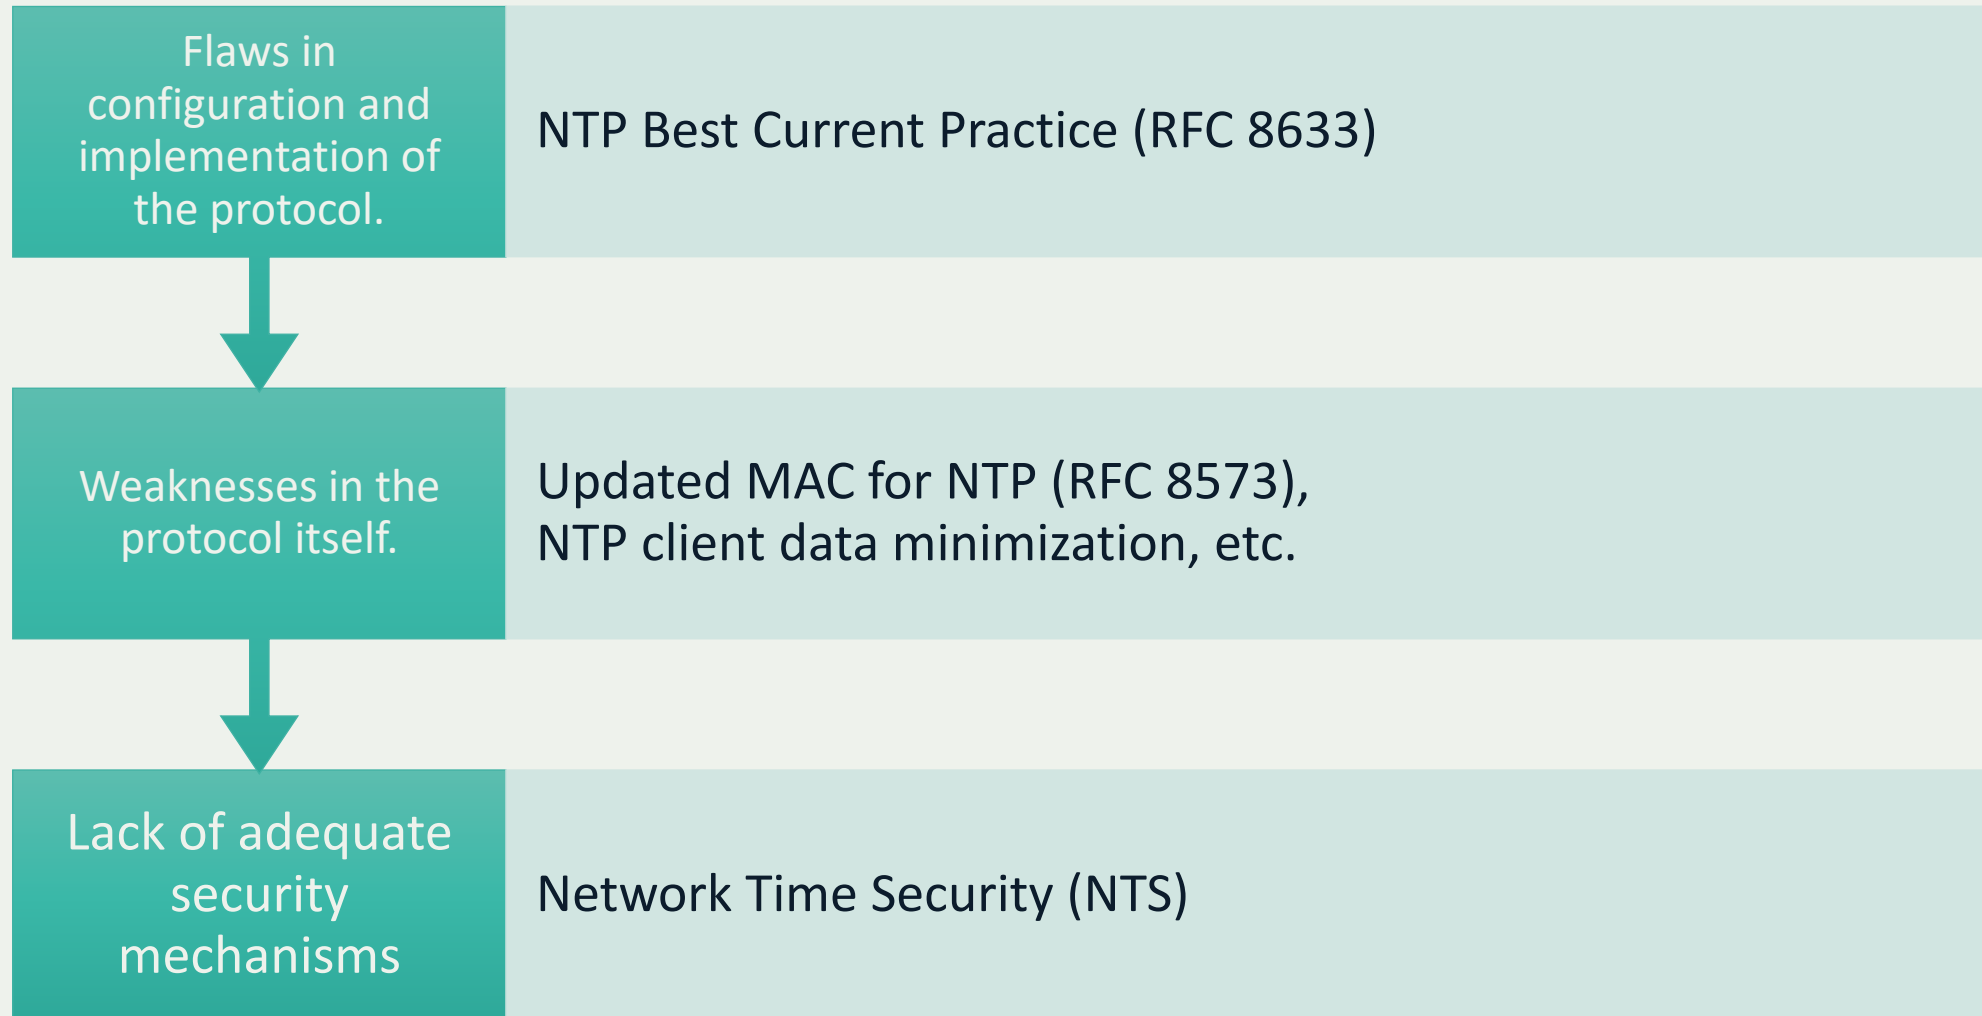 Flaws in
configuration and
implementation of
the protocol.
NTP Best Current Practice (RFC 8633)
Weaknesses in the
protocol itself.
Updated MAC for NTP (RFC 8573),
NTP client data minimization, etc.
Lack of adequate
security
mechanisms
Network Time Security (NTS)